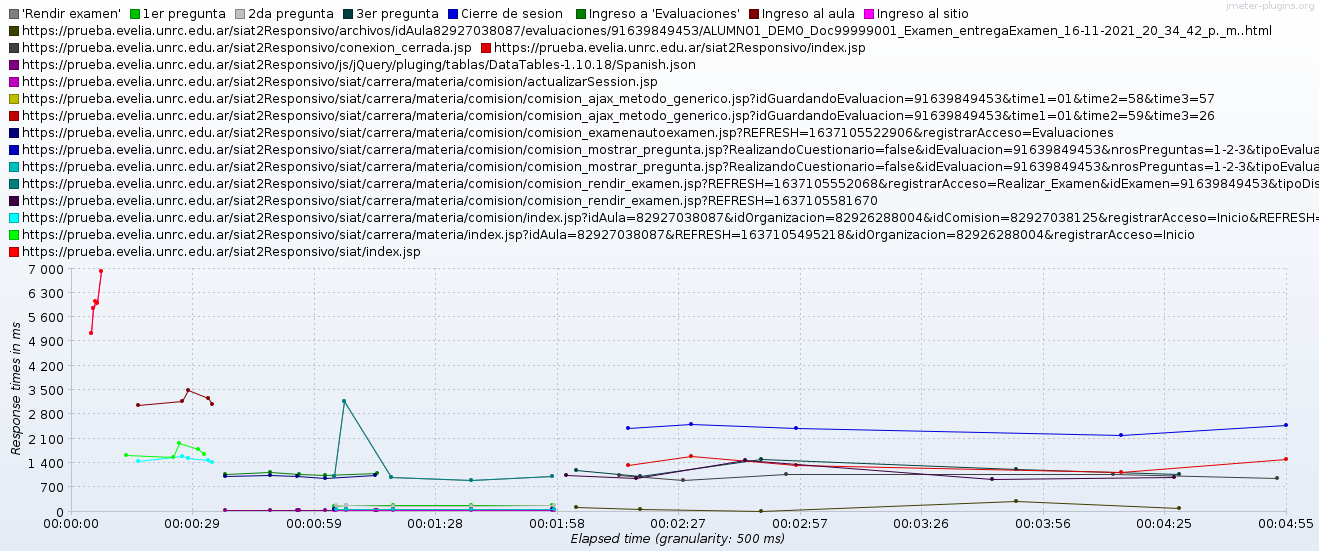 jmeter-plugins.org
'Rendir examen' 1er pregunta 2da pregunta 3er pregunta Cierre de sesion Ingreso a 'Evaluaciones' Ingreso al aula Ingreso al sitio
https://prueba.evelia.unrc.edu.ar/siat2Responsivo/archivos/idAula82927038087/evaluaciones/91639849453/ALUMNO1_DEMO_Doc99999001_Examen_entregaExamen_16-11-2021_20_34_42_p._m..html
https://prueba.evelia.unrc.edu.ar/siat2Responsivo/conexion_cerrada.jsp https://prueba.evelia.unrc.edu.ar/siat2Responsivo/index.jsp
https://prueba.evelia.unrc.edu.ar/siat2Responsivo/js/jQuery/pluging/tablas/DataTables-1.10.18/Spanish.json
https://prueba.evelia.unrc.edu.ar/siat2Responsivo/siat/carrera/materia/comision/actualizarSession.jsp
https://prueba.evelia.unrc.edu.ar/siat2Responsivo/siat/carrera/materia/comision/comision_ajax_metodo_generico.jsp?idGuardandoEvaluacion=91639849453&time1=01&time2=58&time3=57
https://prueba.evelia.unrc.edu.ar/siat2Responsivo/siat/carrera/materia/comision/comision_ajax_metodo_generico.jsp?idGuardandoEvaluacion=91639849453&time1=01&time2=59&time3=26
https://prueba.evelia.unrc.edu.ar/siat2Responsivo/siat/carrera/materia/comision/comision_examenautoexamen.jsp?REFRESH=1637105522906&registrarAcceso=Evaluaciones
https://prueba.evelia.unrc.edu.ar/siat2Responsivo/siat/carrera/materia/comision/comision_mostrar_pregunta.jsp?RealizandoCuestionario=false&idEvaluacion=91639849453&nrosPreguntas=1-2-3&tipoEvalua
https://prueba.evelia.unrc.edu.ar/siat2Responsivo/siat/carrera/materia/comision/comision_mostrar_pregunta.jsp?RealizandoCuestionario=false&idEvaluacion=91639849453&nrosPreguntas=1-2-3&tipoEvalua
https://prueba.evelia.unrc.edu.ar/siat2Responsivo/siat/carrera/materia/comision/comision_rendir_examen.jsp?REFRESH=1637105552068&registrarAcceso=Realizar_Examen&idExamen=91639849453&tipoDis
https://prueba.evelia.unrc.edu.ar/siat2Responsivo/siat/carrera/materia/comision/comision_rendir_examen.jsp?REFRESH=1637105581670
https://prueba.evelia.unrc.edu.ar/siat2Responsivo/siat/carrera/materia/comision/index.jsp?idAula=82927038087&idOrganizacion=82926288004&idComision=82927038125&registrarAcceso=Inicio&REFRESH=
https://prueba.evelia.unrc.edu.ar/siat2Responsivo/siat/carrera/materia/index.jsp?idAula=82927038087&REFRESH=1637105495218&idOrganizacion=82926288004&registrarAcceso=Inicio
https://prueba.evelia.unrc.edu.ar/siat2Responsivo/siat/index.jsp
7 000
6 300
5 600
4 900
4 200
3 500
2 800
2 100
1 400
700
0
Response times in ms
00:00:00 00:00:29 00:00:59 00:01:28 00:01:58 00:02:27 00:02:57 00:03:26 00:03:56 00:04:25 00:04:55
Elapsed time (granularity: 500 ms)